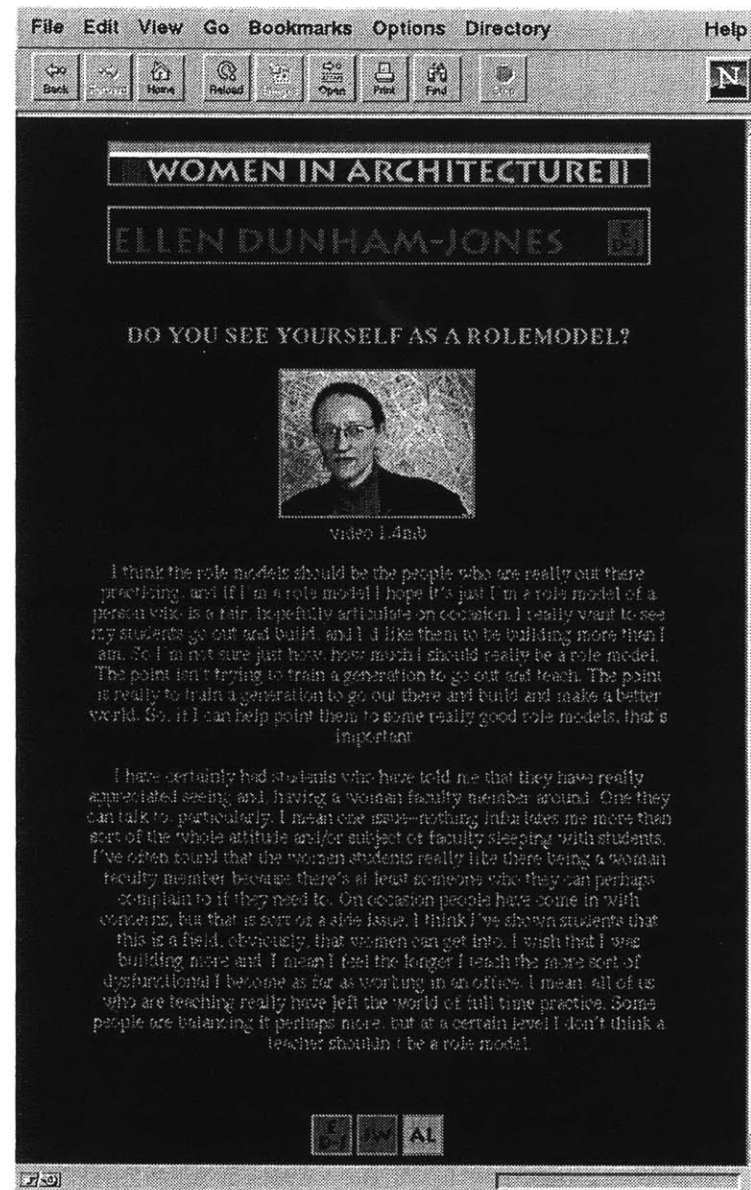 File Edit View Go Bookmarks Options Directory Help
Back Forward Home Reload Open Print Find Stop N
WOMEN IN ARCHITECTURE II
ELLEN DUNHAM-JONES E D-J
DO YOU SEE YOURSELF AS A ROLEMODEL?
video 1.4mb
I think the role models should be the people who are really out there
practicing, and if I'm a role model I hope it's just I'm a role model of a
person who is a fair, hopefully articulate on occasion. I really want to see
my students go out and build, and I'd like them to be building more than I
am. So I'm not sure just how, how much I should really be a role model.
The point isn't trying to train a generation to go out and teach. The point
is really to train a generation to go out there and build and make a better
world. So, if I can help point them to some really good role models, that's
important.
I have certainly had students who have told me that they have really
appreciated seeing and, having a woman faculty member around. One they
can talk to, particularly. I mean one issue--nothing infuriates me more than
sort of the whole attitude and/or subject of faculty sleeping with students.
I've often found that the women students really like there being a woman
faculty member because there's at least someone who they can perhaps
complain to if they need to. On occasion people have come in with
concerns, but that is sort of a side issue. I think I've shown students that
this is a field, obviously, that women can get into. I wish that I was
building more and, I mean I feel the longer I teach the more sort of
dysfunctional I become as far as working in an office. I mean, all of us
who are teaching really have left the world of full time practice. Some
people are balancing it perhaps more, but at a certain level I don't think a
teacher shouldn't be a role model.
E D-J JW AL